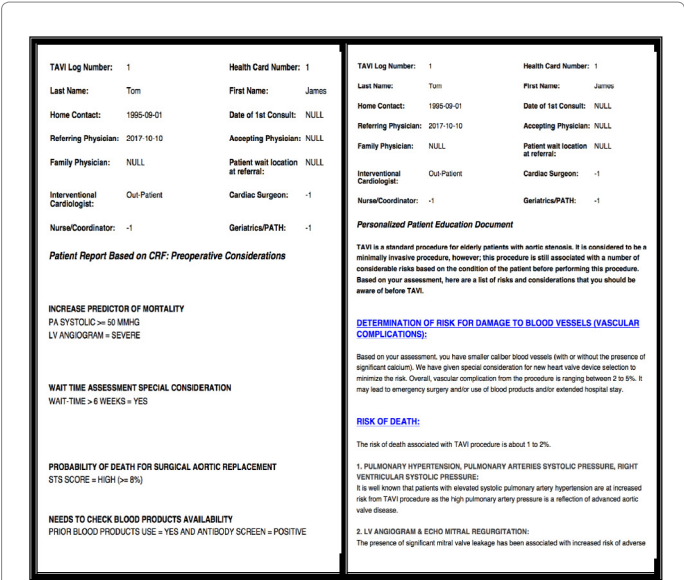 TAVI Log Number: 1 Health Card Number: 1
Last Name: Tom First Name: James
Home Contact: 1995-09-01 Date of 1st Consult: NULL
Referring Physician: 2017-10-10 Accepting Physician: NULL
Family Physician: NULL Patient wait location NULL
at referral:
Interventional Out-Patient Cardiac Surgeon: -1
Cardiologist:
Nurse/Coordinator: -1 Geriatrics/PATH: -1
Patient Report Based on CRF: Preoperative Considerations
INCREASE PREDICTOR OF MORTALITY
PA SYSTOLIC >= 50 MMHG
LV ANGIOGRAM = SEVERE
WAIT TIME ASSESSMENT SPECIAL CONSIDERATION
WAIT-TIME > 6 WEEKS = YES
PROBABILITY OF DEATH FOR SURGICAL AORTIC REPLACEMENT
STS SCORE = HIGH (>= 8%)
NEEDS TO CHECK BLOOD PRODUCTS AVAILABILITY
PRIOR BLOOD PRODUCTS USE = YES AND ANTIBODY SCREEN = POSITIVE
TAVI Log Number: 1 Health Card Number: 1
Last Name: Tom First Name: James
Home Contact: 1995-09-01 Date of 1st Consult: NULL
Referring Physician: 2017-10-10 Accepting Physician: NULL
Family Physician: NULL Patient wait location NULL
at referral:
Interventional Out-Patient Cardiac Surgeon: -1
Cardiologist:
Nurse/Coordinator: -1 Geriatrics/PATH: -1
Personalized Patient Education Document
TAVI is a standard procedure for elderly patients with aortic stenosis. It is considered to be a
minimally invasive procedure, however; this procedure is still associated with a number of
considerable risks based on the condition of the patient before performing this procedure.
Based on your assessment, here are a list of risks and considerations that you should be
aware of before TAVI.
DETERMINATION OF RISK FOR DAMAGE TO BLOOD VESSELS (VASCULAR
COMPLICATIONS):
Based on your assessment, you have smaller caliber blood vessels (with or without the presence of
significant calcium). We have given special consideration for new heart valve device selection to
minimize the risk. Overall, vascular complication from the procedure is ranging between 2 to 5%. It
may lead to emergency surgery and/or use of blood products and/or extended hospital stay.
RISK OF DEATH:
The risk of death associated with TAVI procedure is about 1 to 2%.
1. PULMONARY HYPERTENSION, PULMONARY ARTERIES SYSTOLIC PRESSURE, RIGHT
VENTRICULAR SYSTOLIC PRESSURE:
It is well known that patients with elevated systolic pulmonary artery hypertension are at increased
risk from TAVI procedure as the high pulmonary artery pressure is a reflection of advanced aortic
valve disease.
2. LV ANGIOGRAM & ECHO MITRAL REGURGITATION:
The presence of significant mitral valve leakage has been associated with increased risk of adverse